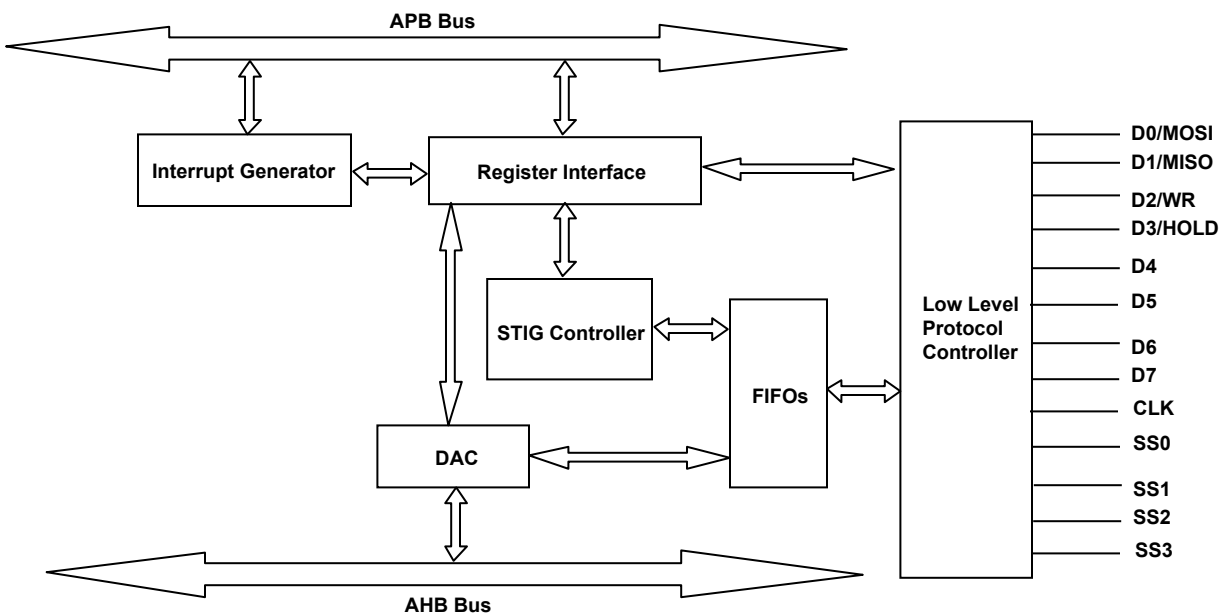 APB Bus
Interrupt Generator
Register Interface
STIG Controller
FIFOs
DAC
AHB Bus
Low Level
Protocol
Controller
D0/MOSI
D1/MISO
D2/WR
D3/HOLD
D4
D5
D6
D7
CLK
SS0
SS1
SS2
SS3